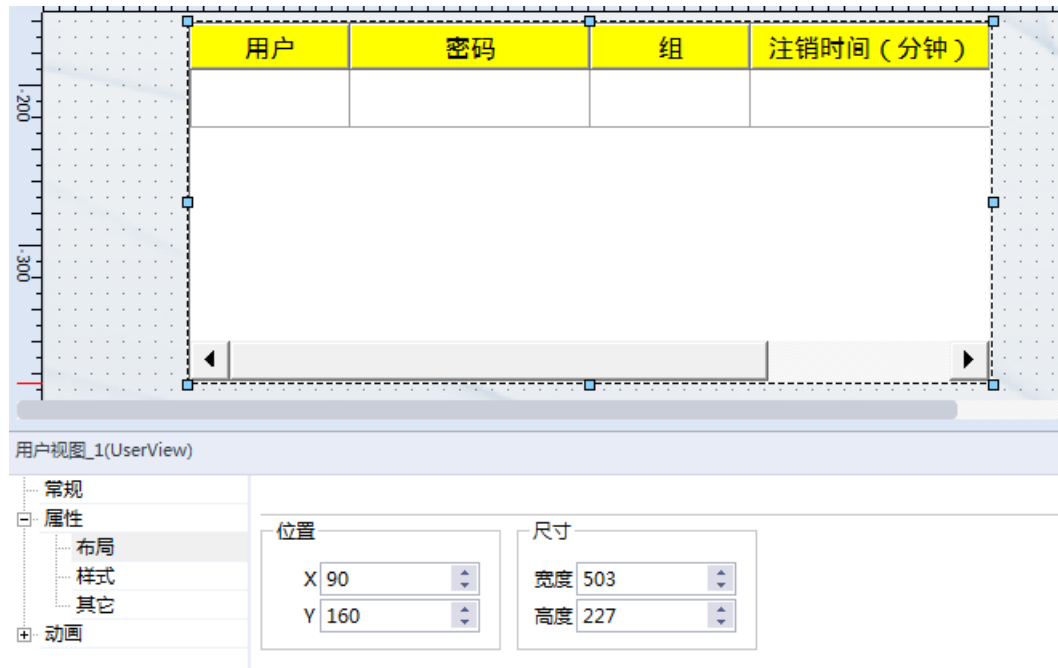 用户 密码 组 注销时间（分钟）
200
300
用户视图_1(UserView)
常规
属性
布局
样式
其它
动画
位置
X 90
Y 160
尺寸
宽度 503
高度 227